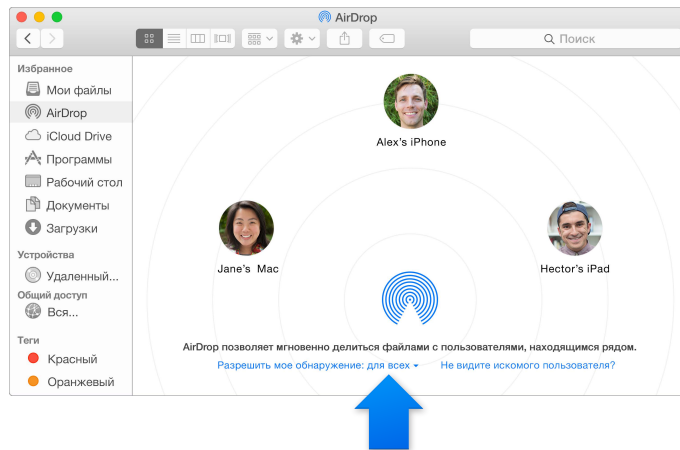 AirDrop
Поиск
Избранное
Мои файлы
AirDrop
iCloud Drive
Программы
Рабочий стол
Документы
Загрузки
Устройства
Удаленный...
Общий доступ
Вся...
Теги
Красный
Оранжевый
Alex's iPhone
Jane's Mac
Hector's iPad
AirDrop позволяет мгновенно делиться файлами с пользователями, находящимся рядом.
Разрешить мое обнаружение: для всех
Не видите искомого пользователя?